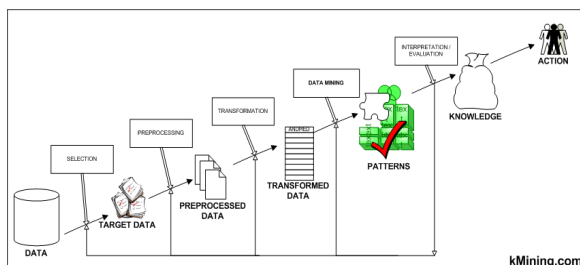 INTERPRETATION /
EVALUATION
ACTION
DATA MINING
KNOWLEDGE
TRANSFORMATION
PATTERNS
PREPROCESSING
TRANSFORMED
DATA
SELECTION
PREPROCESSED
DATA
TARGET DATA
DATA
kMining.com